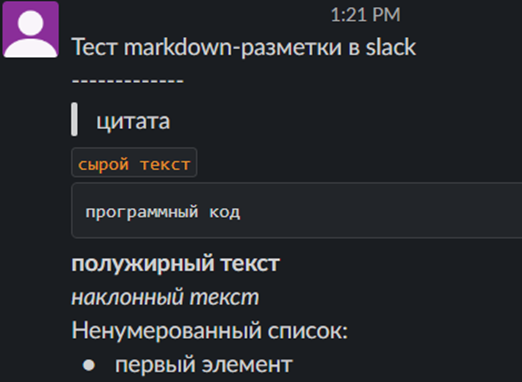 1:21 PM
Тест markdown-разметки в slack
-------------
цитата
сырой текст
программный код
полужирный текст
наклонный текст
Ненумерованный список:
● первый элемент